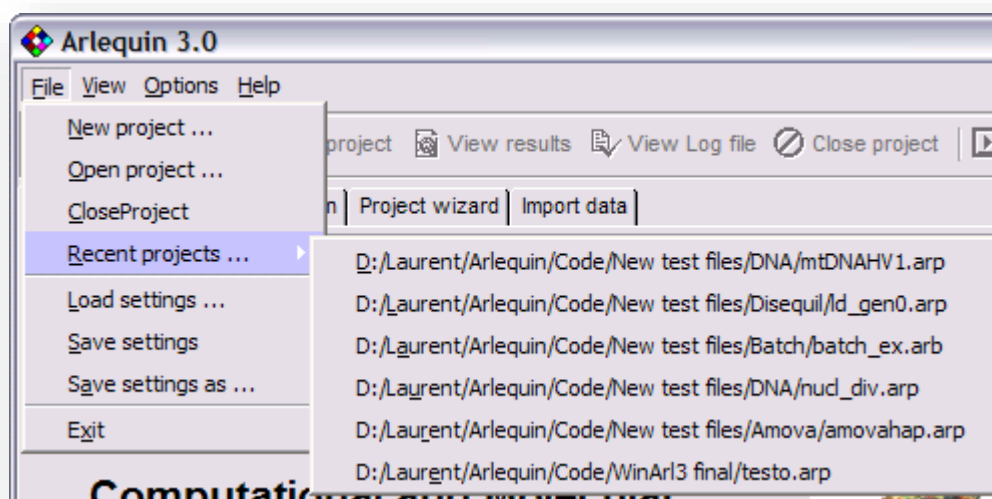 Arlequin 3.0
File View Options Help
New project ...
project View results View Log file Close project
Open project ...
CloseProject
n Project wizard Import data
Recent projects ...
D:/Laurent/Arlequin/Code/New test files/DNA/mtDNAHV1.arp
D:/Laurent/Arlequin/Code/New test files/Disequil/ld_gen0.arp
Load settings ...
Save settings
D:/Laurent/Arlequin/Code/New test files/Batch/batch_ex.arb
Save settings as ...
D:/Laurent/Arlequin/Code/New test files/DNA/nucl_div.arp
Exit
D:/Laurent/Arlequin/Code/New test files/Amova/amovahap.arp
D:/Laurent/Arlequin/Code/WinArl3 final/testo.arp
Computational and Molecular